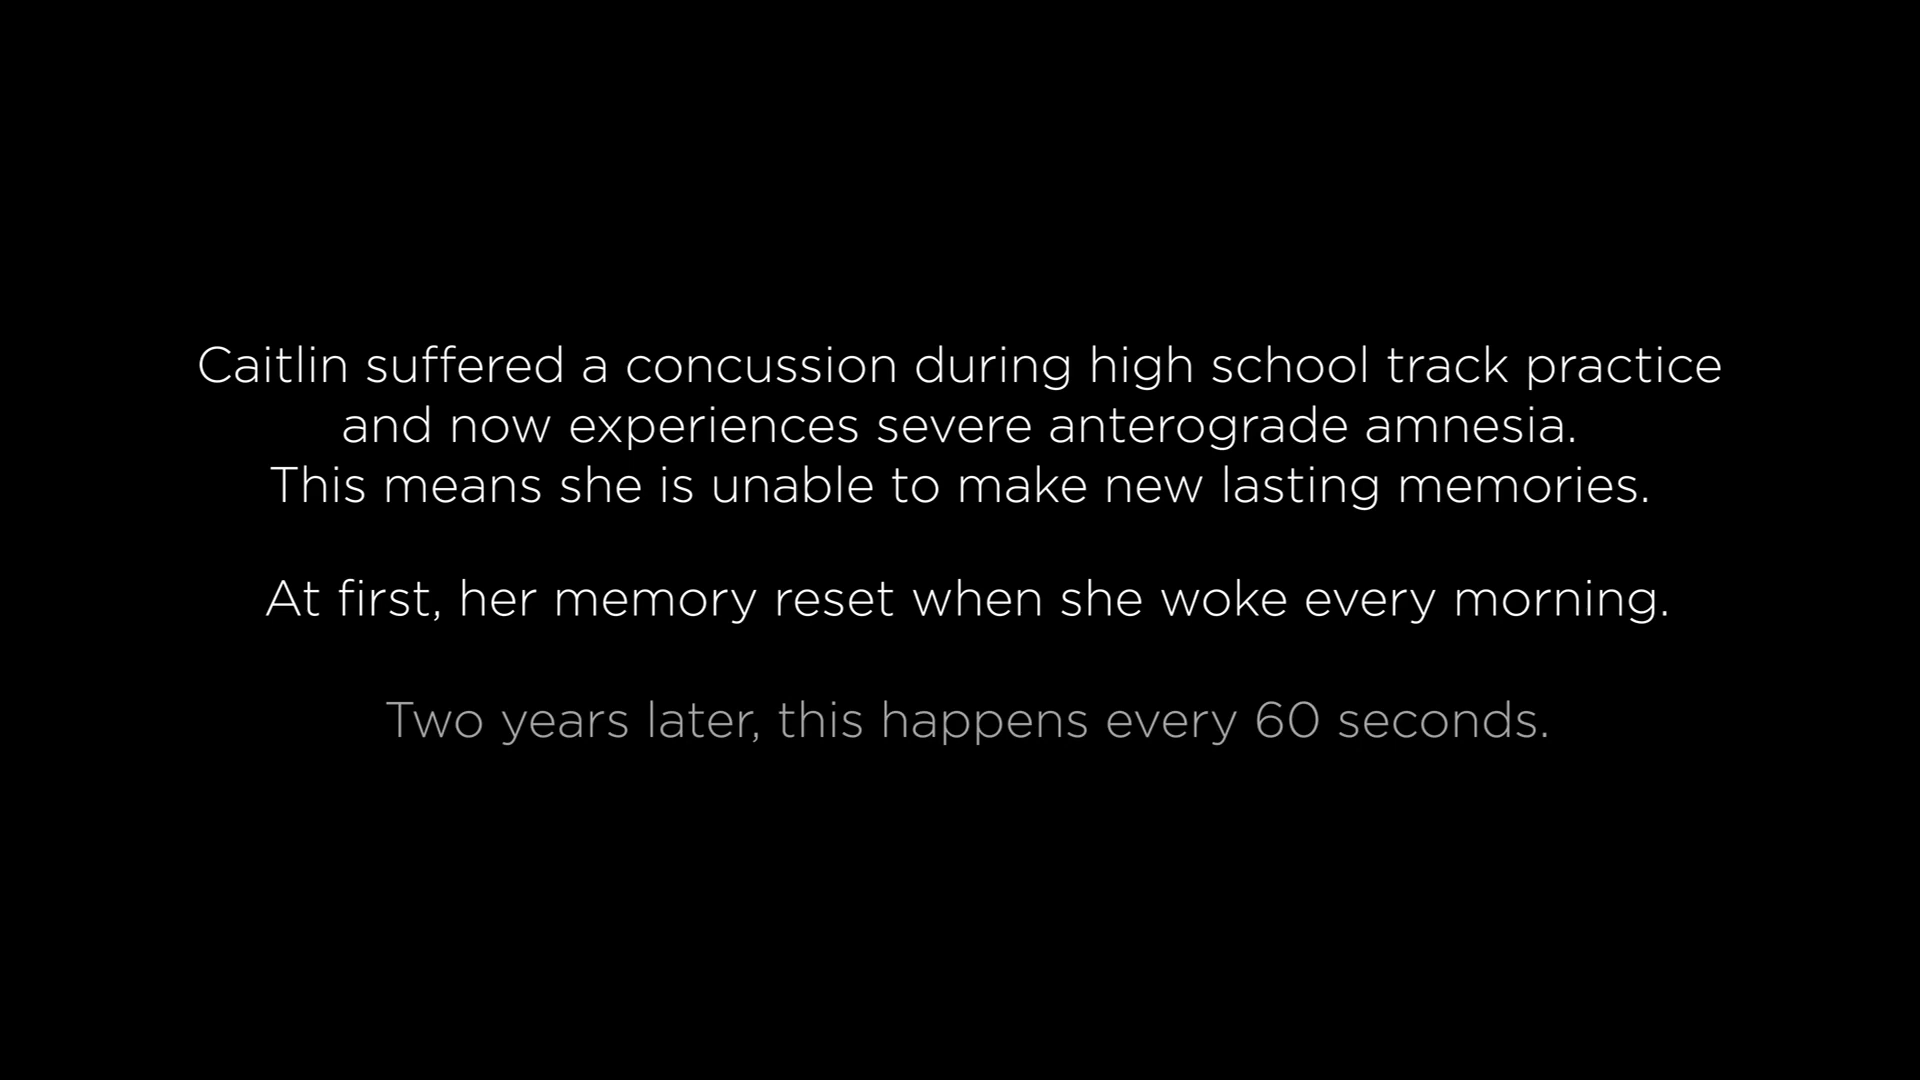 Caitlin suffered a concussion during high school track practice
and now experiences severe anterograde amnesia.
This means she is unable to make new lasting memories.
At first, her memory reset when she woke every morning.
Two years later, this happens every 60 seconds.